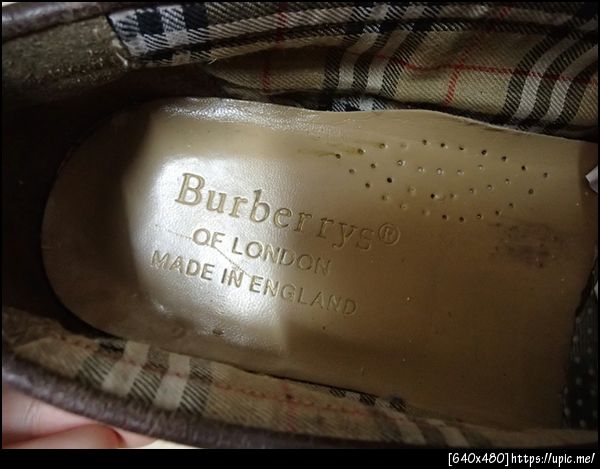 Burberrys®
OF LONDON
MADE IN ENGLAND
[640x480]https://upic.me/